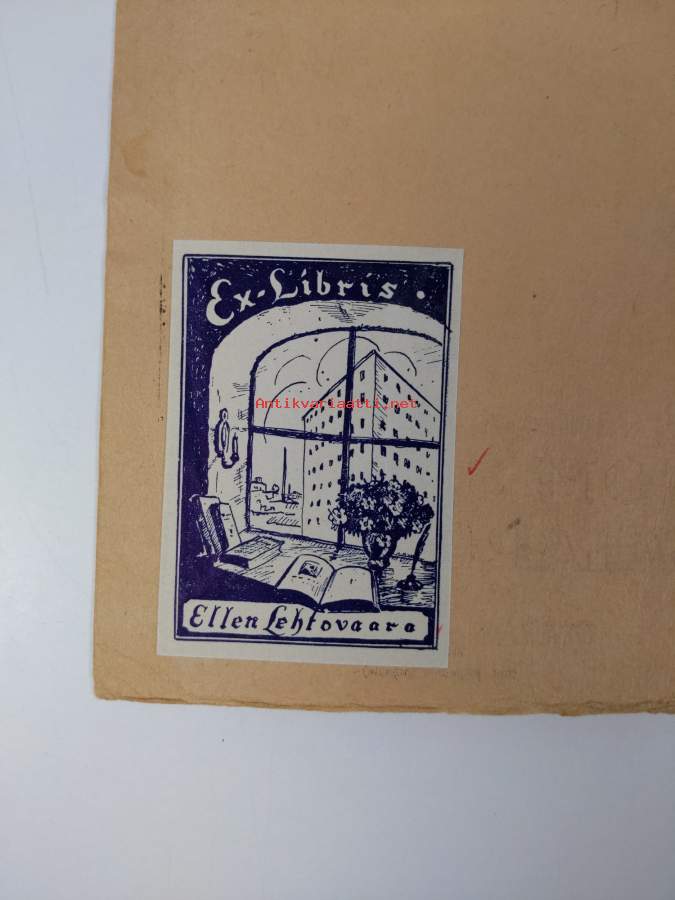 Ex-Libris.
Antikvariaatti.net
Ellen Lehtovaara